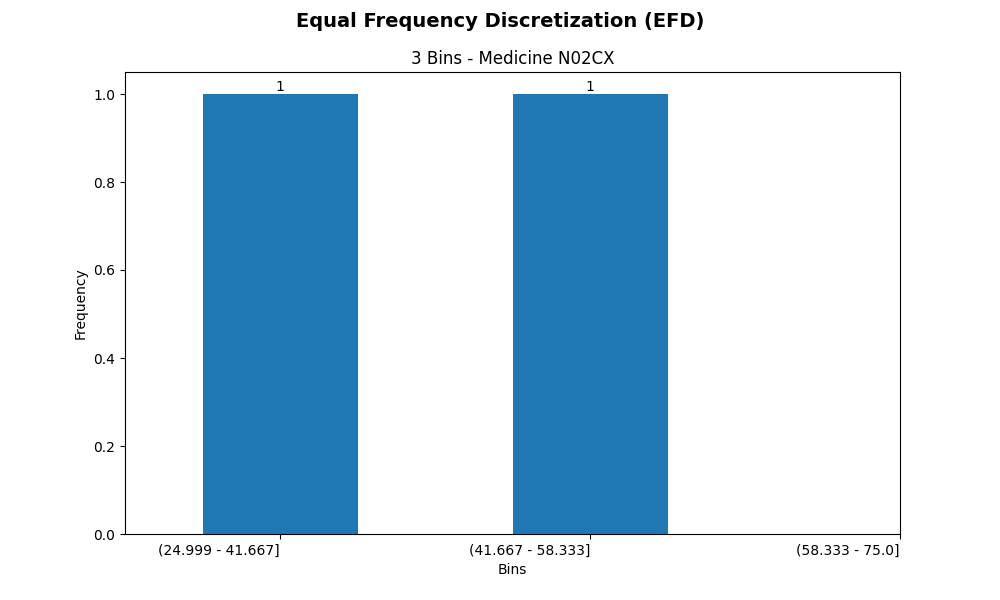 Equal Frequency Discretization (EFD)
3 Bins - Medicine N02CX
1
1
1.0
0.8
0.6
0.4
0.2
0.0
Frequency
(24.999 - 41.667]
(41.667 - 58.333]
(58.333 - 75.0]
Bins